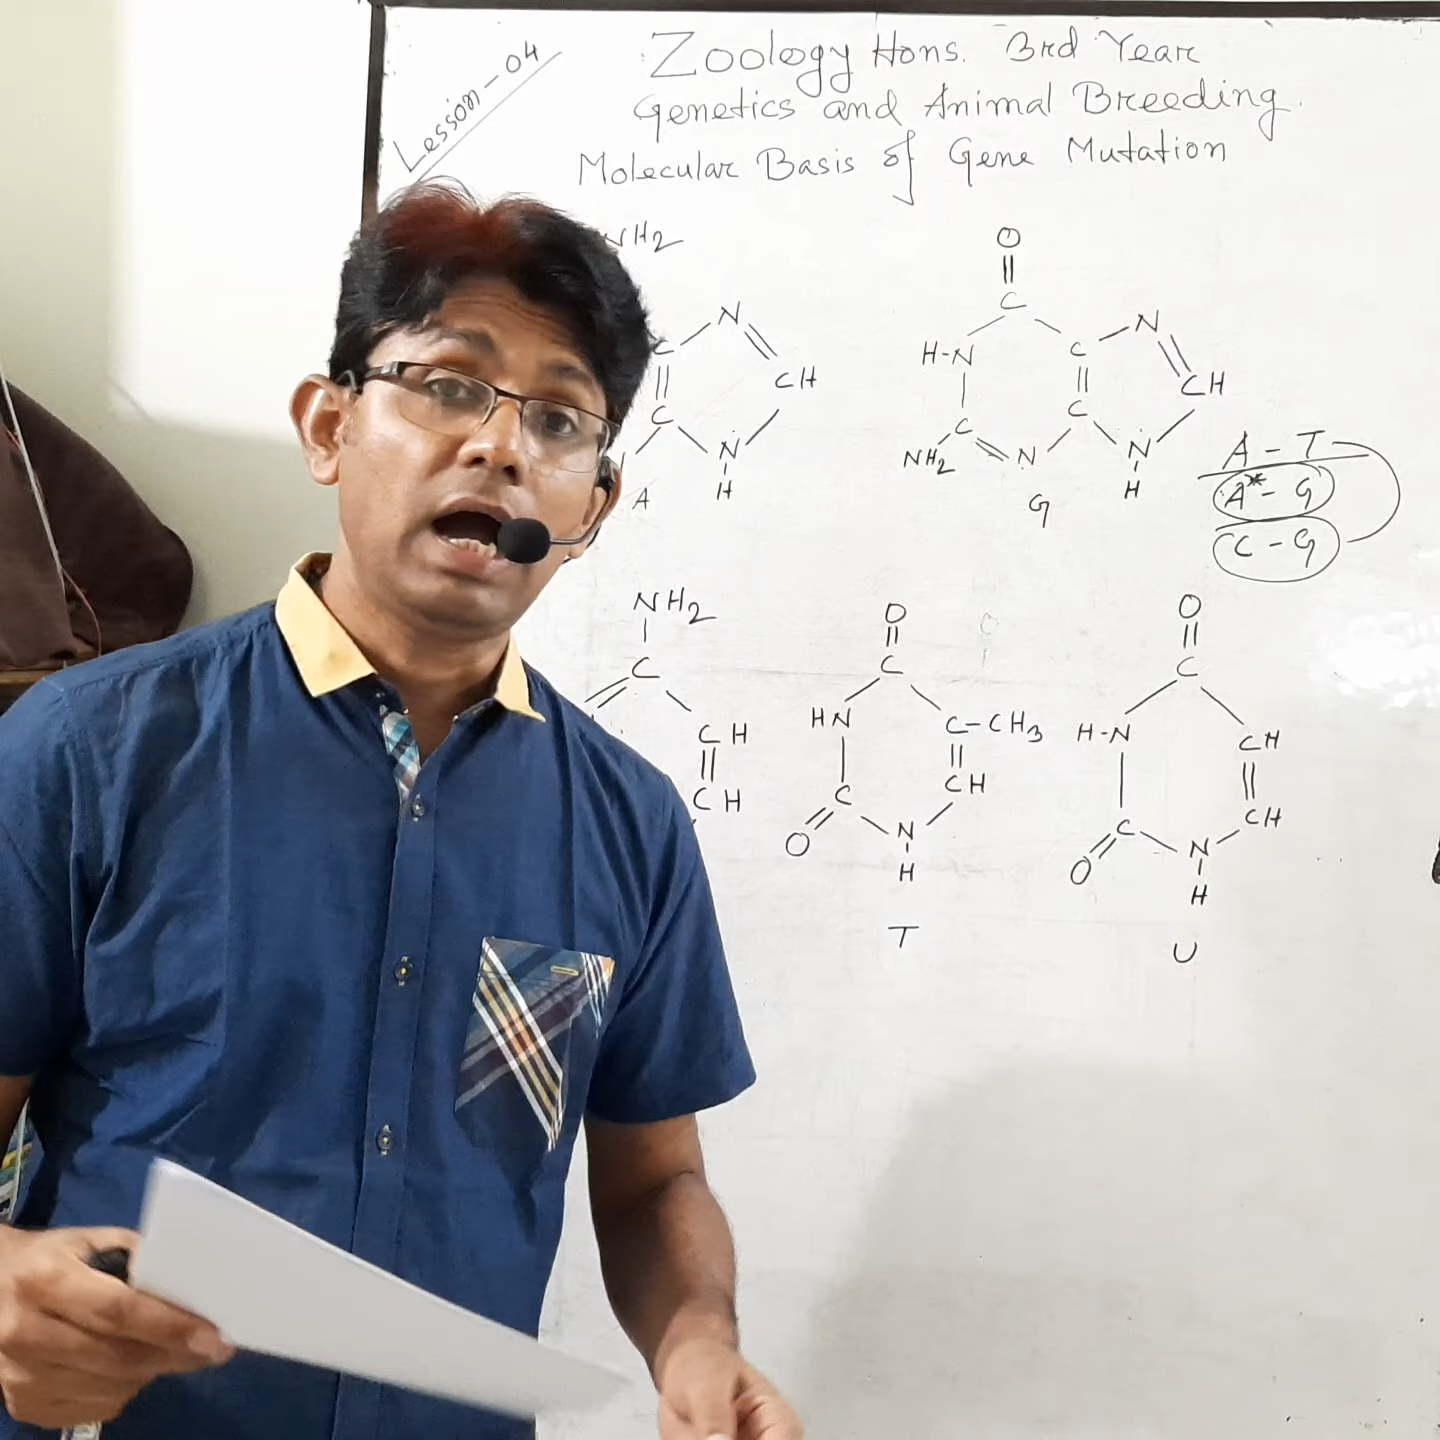 Lesson-04
Zoology Hons. 3rd Year
Genetics and Animal Breeding.
Molecular Basis of Gene Mutation
NH2
N
C
CH
C
N
H
A
O
C
N
H-N
C
CH
C
C
NH2
N
N
H
G
A - T
A* - G
C - G
NH2
C
CH
CH
O
C
HN
C-CH3
CH
C
O
N
H
T
O
C
H-N
CH
CH
C
O
N
H
U